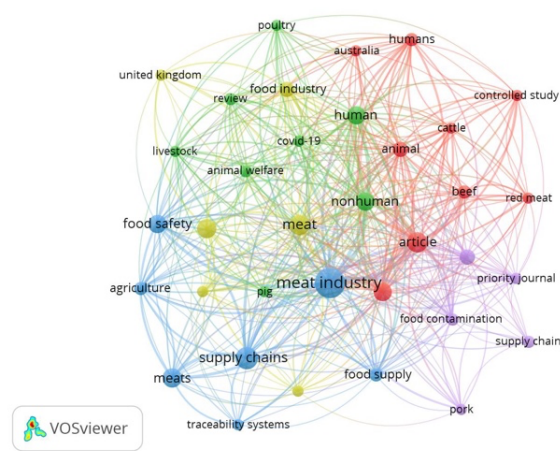 poultry
humans
australia
united kingdom
food industry
controlled study
review
human
cattle
covid-19
livestock
animal
animal welfare
beef
red meat
nonhuman
food safety
meat
article
priority journal
meat industry
agriculture
pig
food contamination
supply chain
supply chains
food supply
meats
pork
traceability systems
VOSviewer